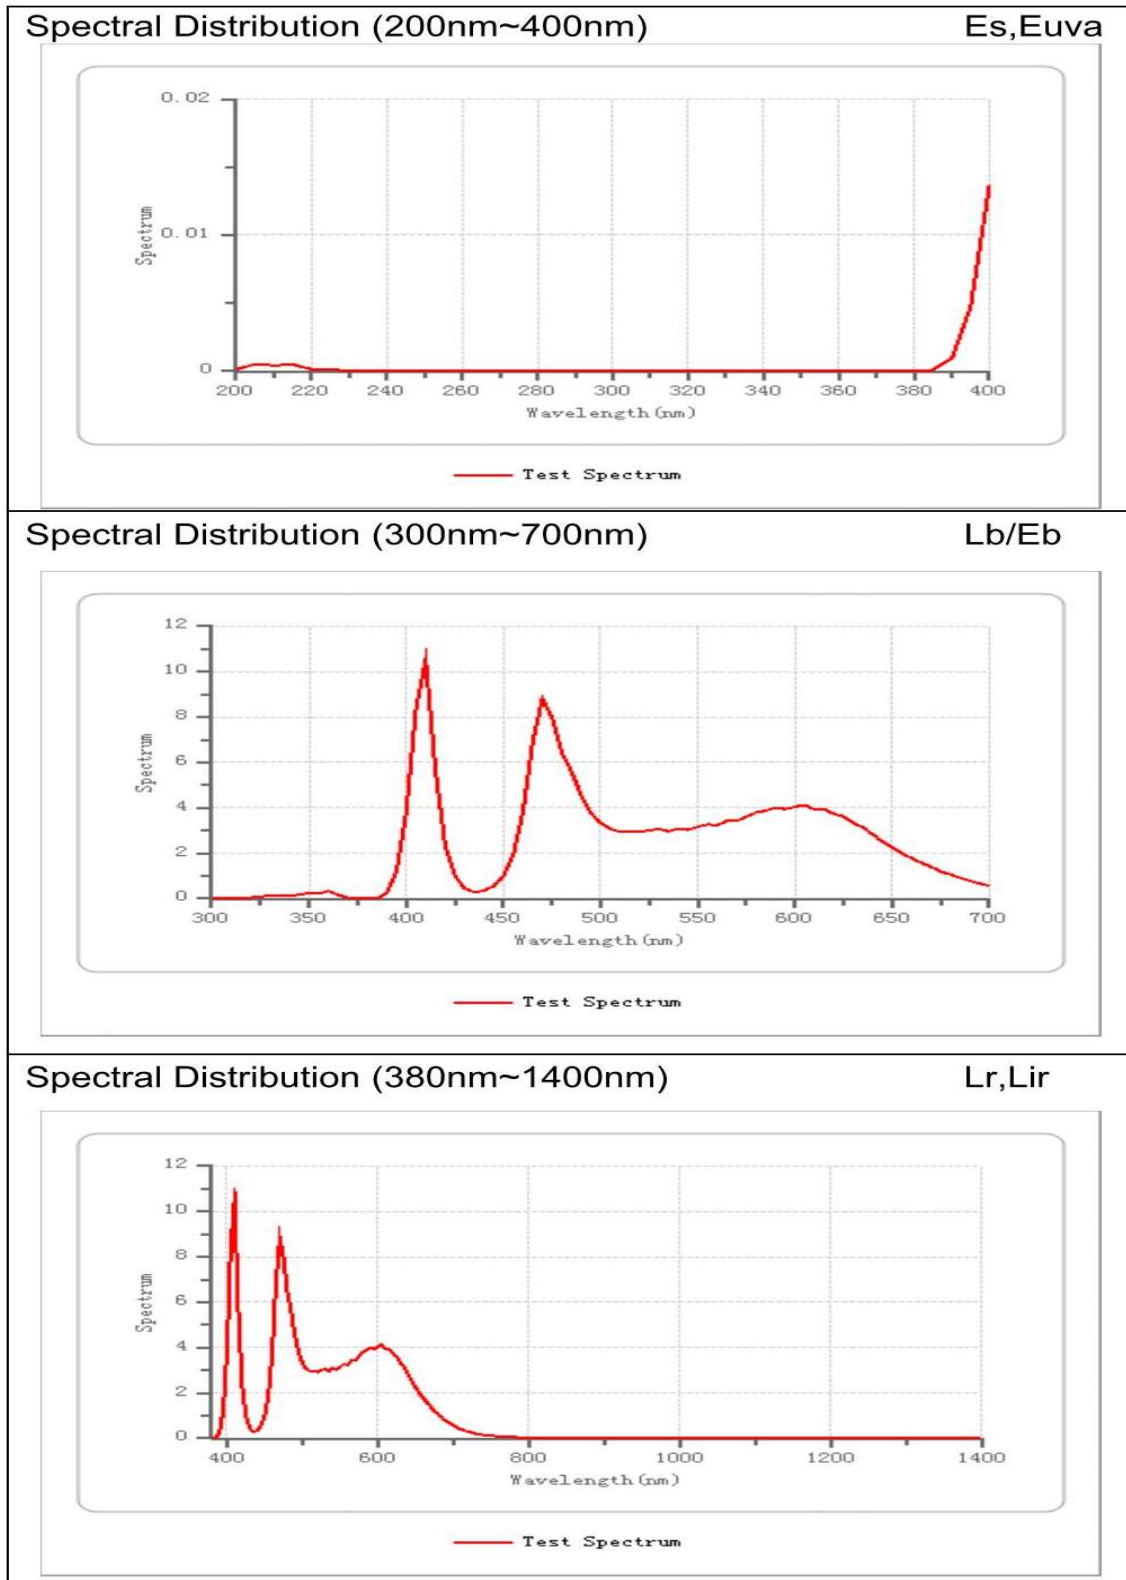 Spectral Distribution (200nm~400nm) Es,Euva
0.02
Spectrum
0.01
0
200 220 240 260 280 300 320 340 360 380 400
Wavelength(nm)
Test Spectrum
Spectral Distribution (300nm~700nm) Lb/Eb
12
10
8
Spectrum
6
4
2
0
300 350 400 450 500 550 600 650 700
Wavelength(nm)
Test Spectrum
Spectral Distribution (380nm~1400nm) Lr,Lir
12
10
8
Spectrum
6
4
2
0
400 600 800 1000 1200 1400
Wavelength(nm)
Test Spectrum